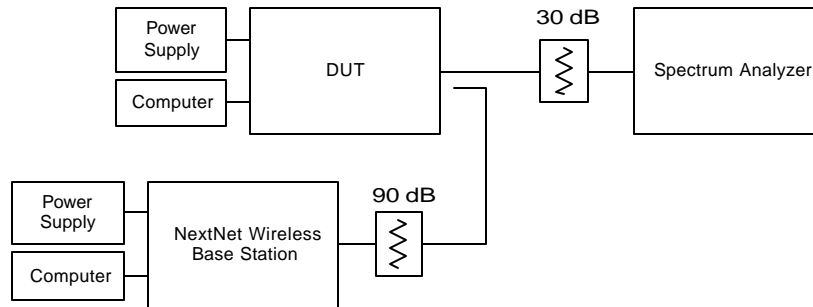 Power
Supply
Computer
DUT
30 dB
Spectrum Analyzer
Power
Supply
Computer
NextNet Wireless
Base Station
90 dB